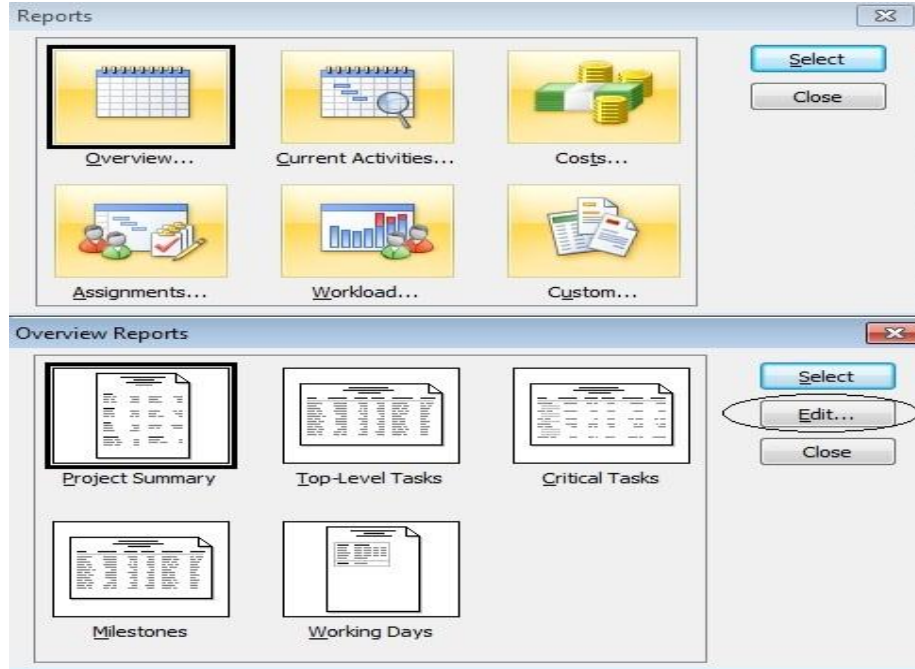 Reports
Select
Close
Overview...
Current Activities...
Costs...
Assignments...
Workload...
Custom...
Overview Reports
Select
Edit...
Close
Project Summary
Top-Level Tasks
Critical Tasks
Milestones
Working Days